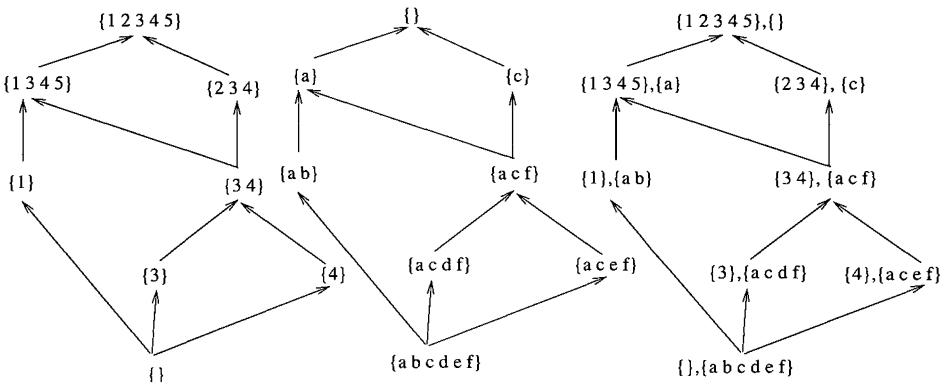 {1 2 3 4 5}
{1 3 4 5}
{2 3 4}
{1}
{3 4}
{3}
{4}
{}
{}
{a}
{c}
{a b}
{a c f}
{a c d f}
{a c e f}
{a b c d e f}
{1 2 3 4 5},{}
{1 3 4 5},{a}
{2 3 4}, {c}
{1},{a b}
{3 4}, {a c f}
{3},{a c d f}
{4},{a c e f}
{},{a b c d e f}